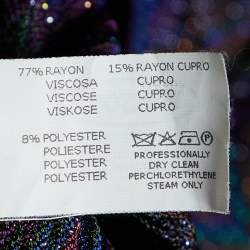 77% RAYON 15% RAYON CUPRO
VISCOSA CUPRO
VISCOSE CUPRO
VISKOSE CUPRO
8% POLYESTER
POLIESTERE
POLYESTER
POLYESTER
PROFESSIONALLY
DRY CLEAN
PERCHLORETHYLENE
STEAM ONLY